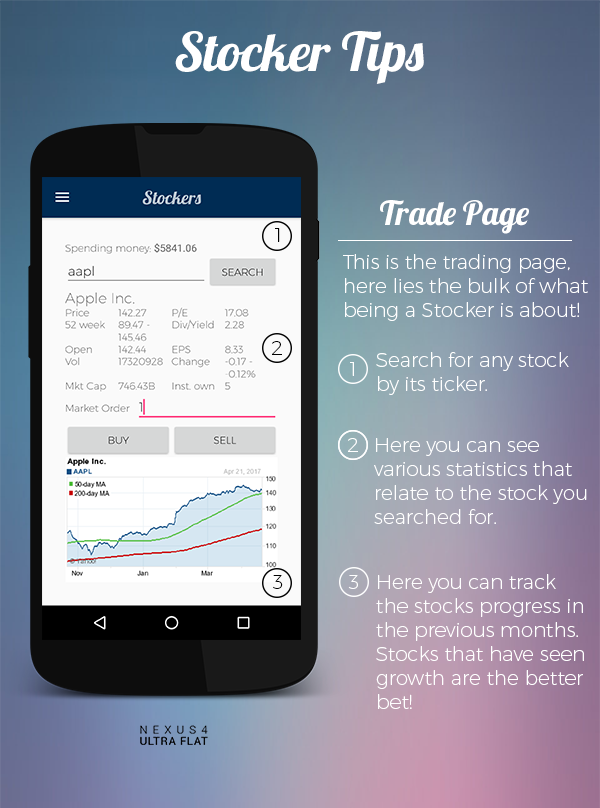 Stocker Tips
Stockers
1
Spending money: $5841.06
aapl
SEARCH
Apple Inc.
Price 142.27 P/E 17.08
52 week 89.47 - 145.46 Div/Yield 2.28
Open 142.44 EPS 8.33
Vol 17320928 Change -0.17 - -0.12%
2
Mkt Cap 746.43B Inst. own 5
Market Order 1
BUY SELL
Apple Inc.
AAPL Apr 21, 2017
50-day MA
200-day MA
150
140
130
120
110
100
© Yahoo!
Nov Jan Mar
3
NEXUS4
ULTRA FLAT
Trade Page
This is the trading page,
here lies the bulk of what
being a Stocker is about!
1 Search for any stock
by its ticker.
2 Here you can see
various statistics that
relate to the stock you
searched for.
3 Here you can track
the stocks progress in
the previous months.
Stocks that have seen
growth are the better
bet!